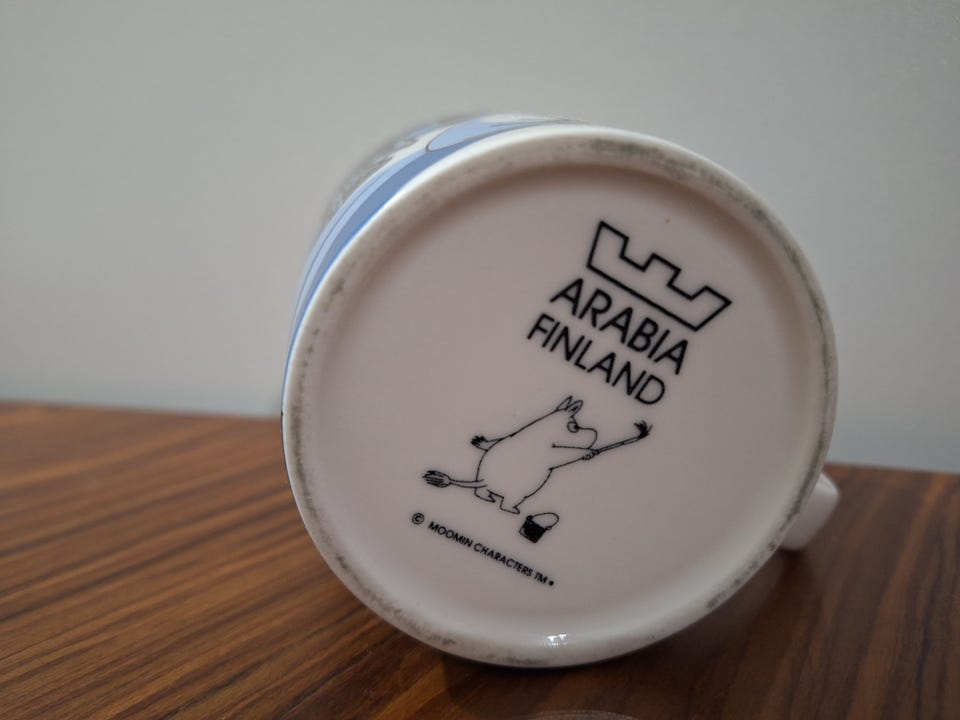 ARABIA
FINLAND
© MOOMIN CHARACTERS TM •